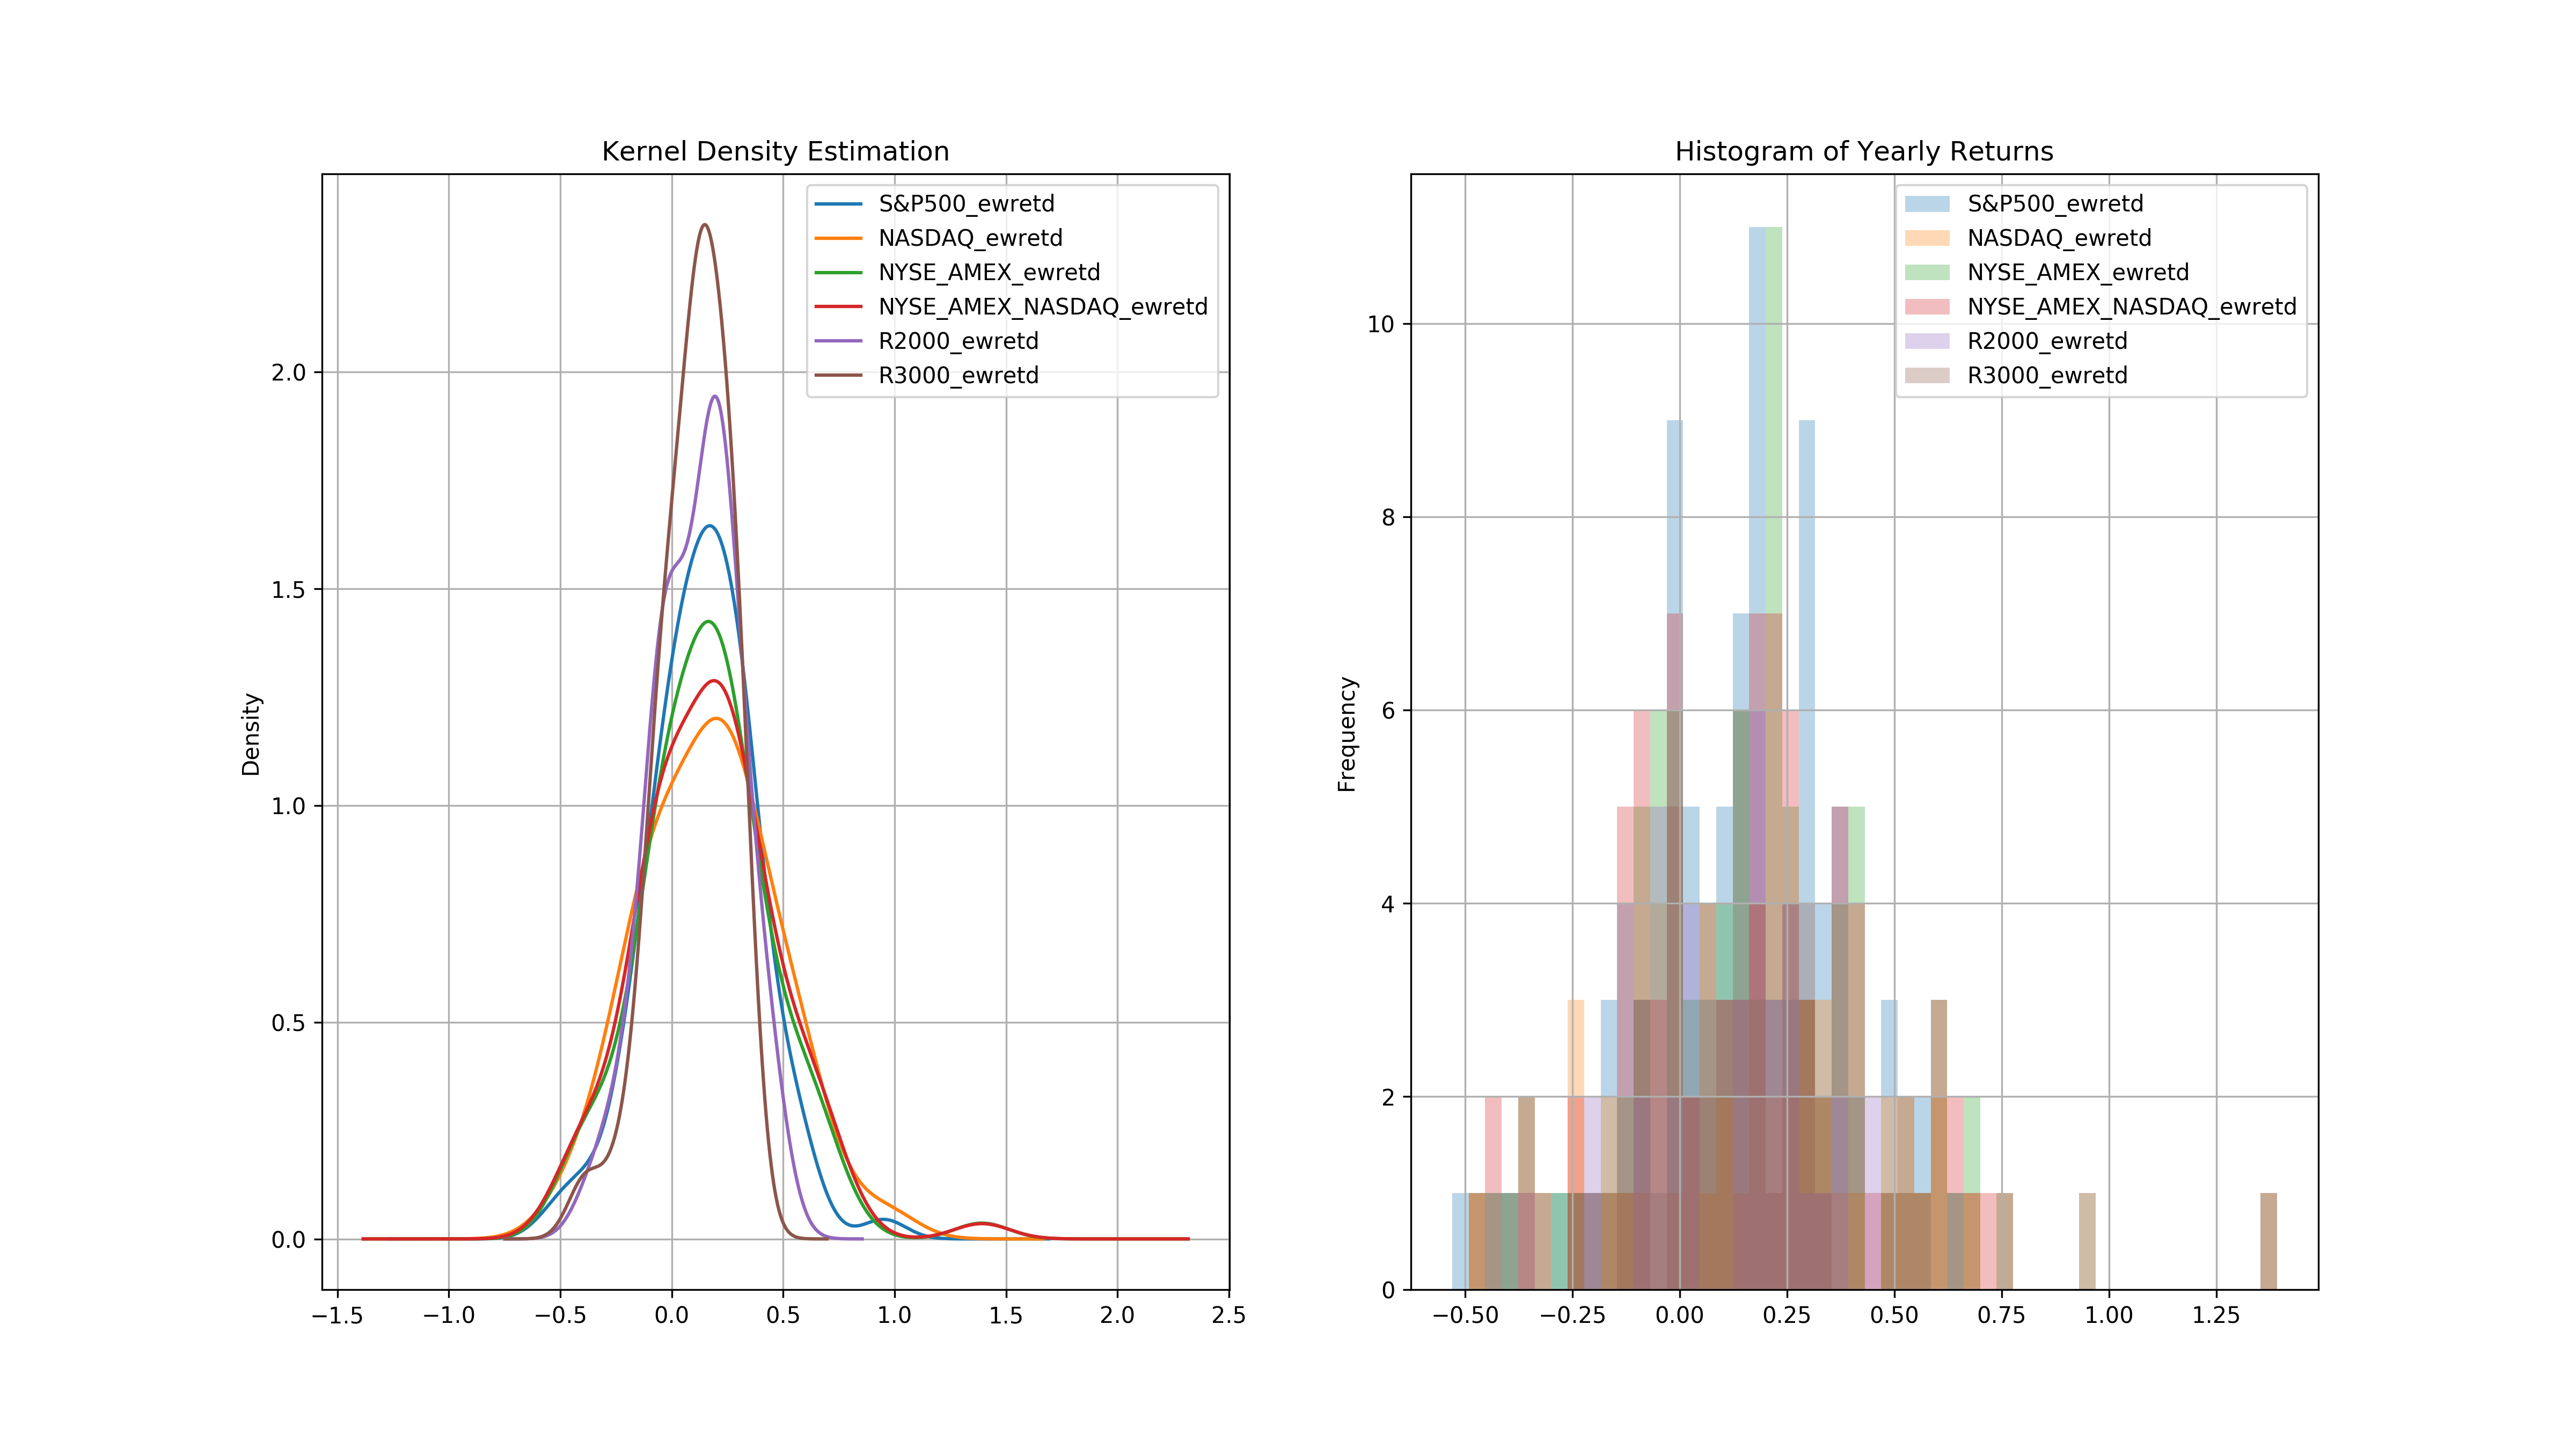 Kernel Density Estimation
S&P500_ewretd
NASDAQ_ewretd
NYSE_AMEX_ewretd
NYSE_AMEX_NASDAQ_ewretd
R2000_ewretd
R3000_ewretd
Density
2.0
1.5
1.0
0.5
0.0
−1.5 −1.0 −0.5 0.0 0.5 1.0 1.5 2.0 2.5
Histogram of Yearly Returns
S&P500_ewretd
NASDAQ_ewretd
NYSE_AMEX_ewretd
NYSE_AMEX_NASDAQ_ewretd
R2000_ewretd
R3000_ewretd
Frequency
10
8
6
4
2
0
−0.50 −0.25 0.00 0.25 0.50 0.75 1.00 1.25